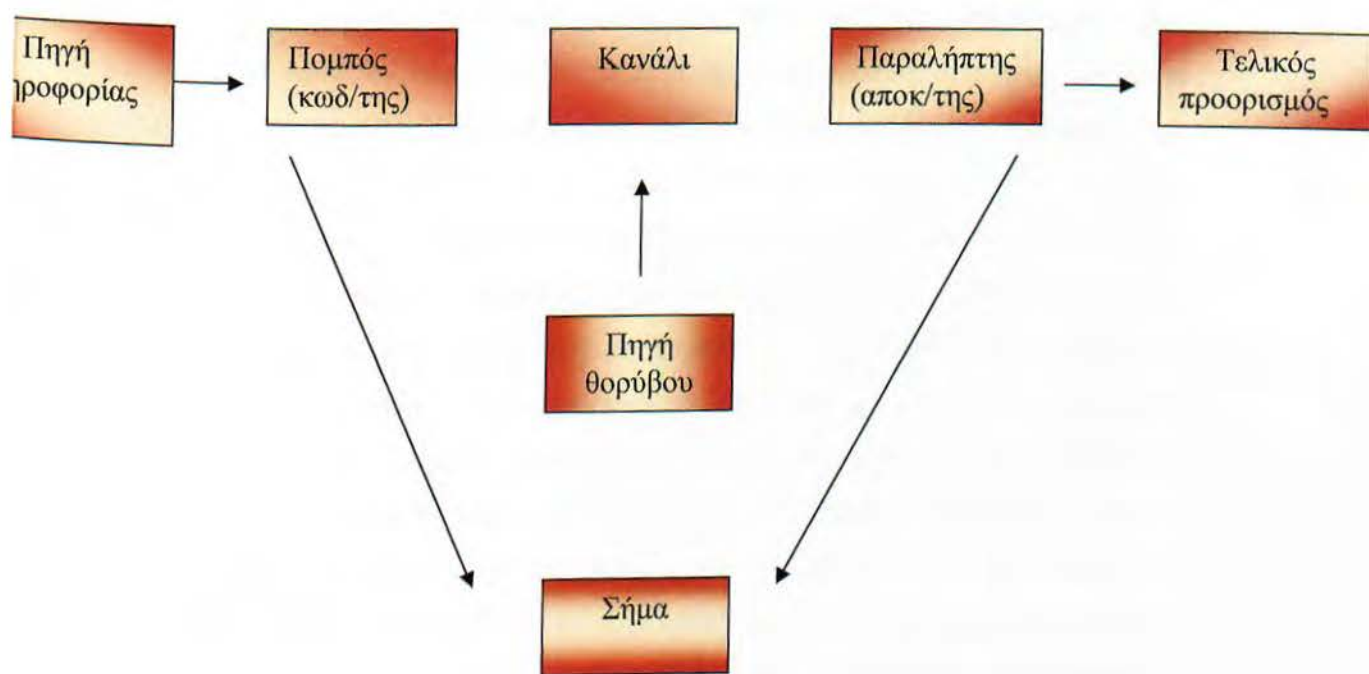 Πηγή
ηροφορίας
Πομπός
(κωδ/της)
Κανάλι
Παραλήπτης
(αποκ/της)
Τελικός
προορισμός
Πηγή
θορύβου
Σήμα